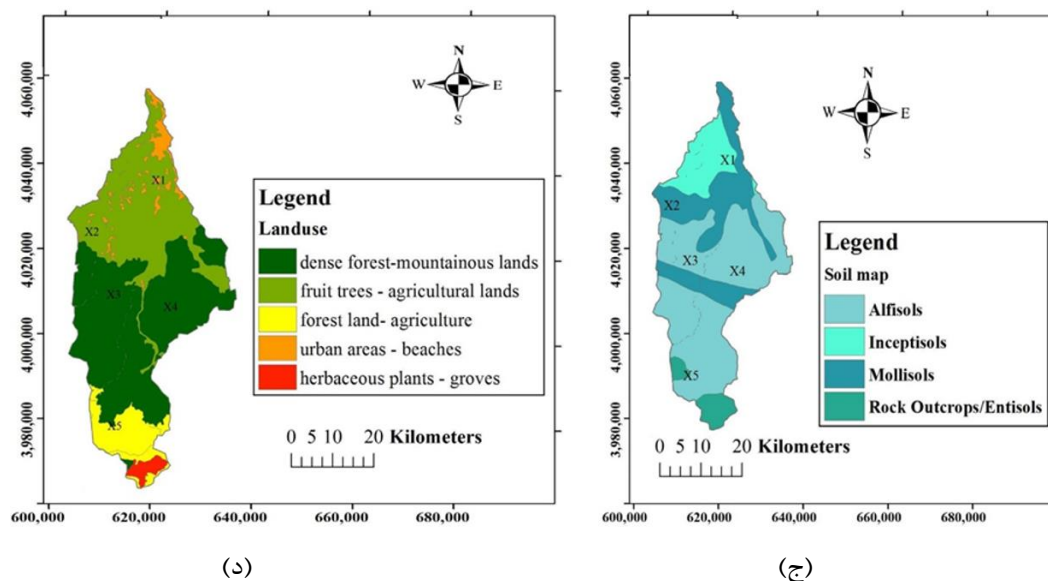 N
W E
S
4,060,000
4,040,000
4,020,000
4,000,000
3,980,000
X1
X2
X3
X4
X5
Legend
Landuse
dense forest-mountainous lands
fruit trees - agricultural lands
forest land- agriculture
urban areas - beaches
herbaceous plants - groves
0 5 10 20 Kilometers
600,000 620,000 640,000 660,000 680,000
(د)
N
W E
S
4,060,000
4,040,000
4,020,000
4,000,000
3,980,000
X1
X2
X3
X4
X5
Legend
Soil map
Alfisols
Inceptisols
Mollisols
Rock Outcrops/Entisols
0 5 10 20 Kilometers
600,000 620,000 640,000 660,000 680,000
(ج)